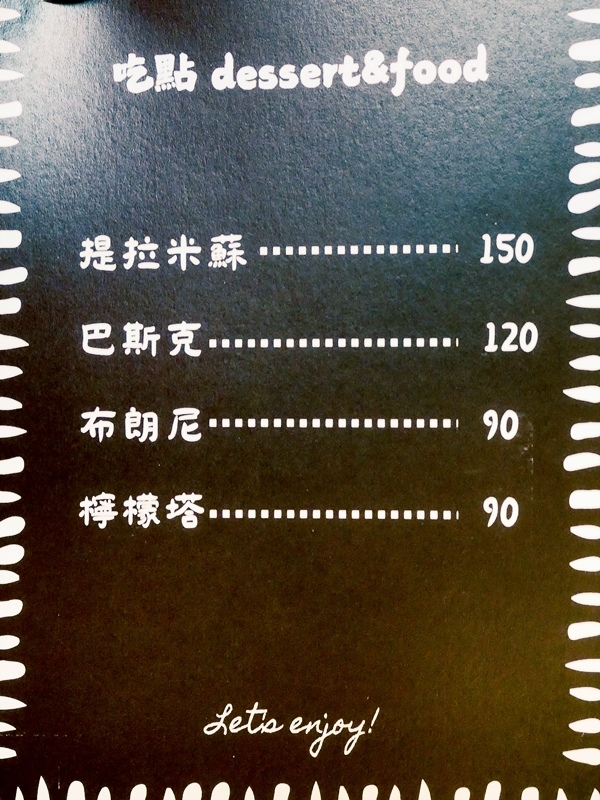 吃點 dessert&food
提拉米蘇 150
巴斯克 120
布朗尼 90
檸檬塔 90
Let's enjoy!